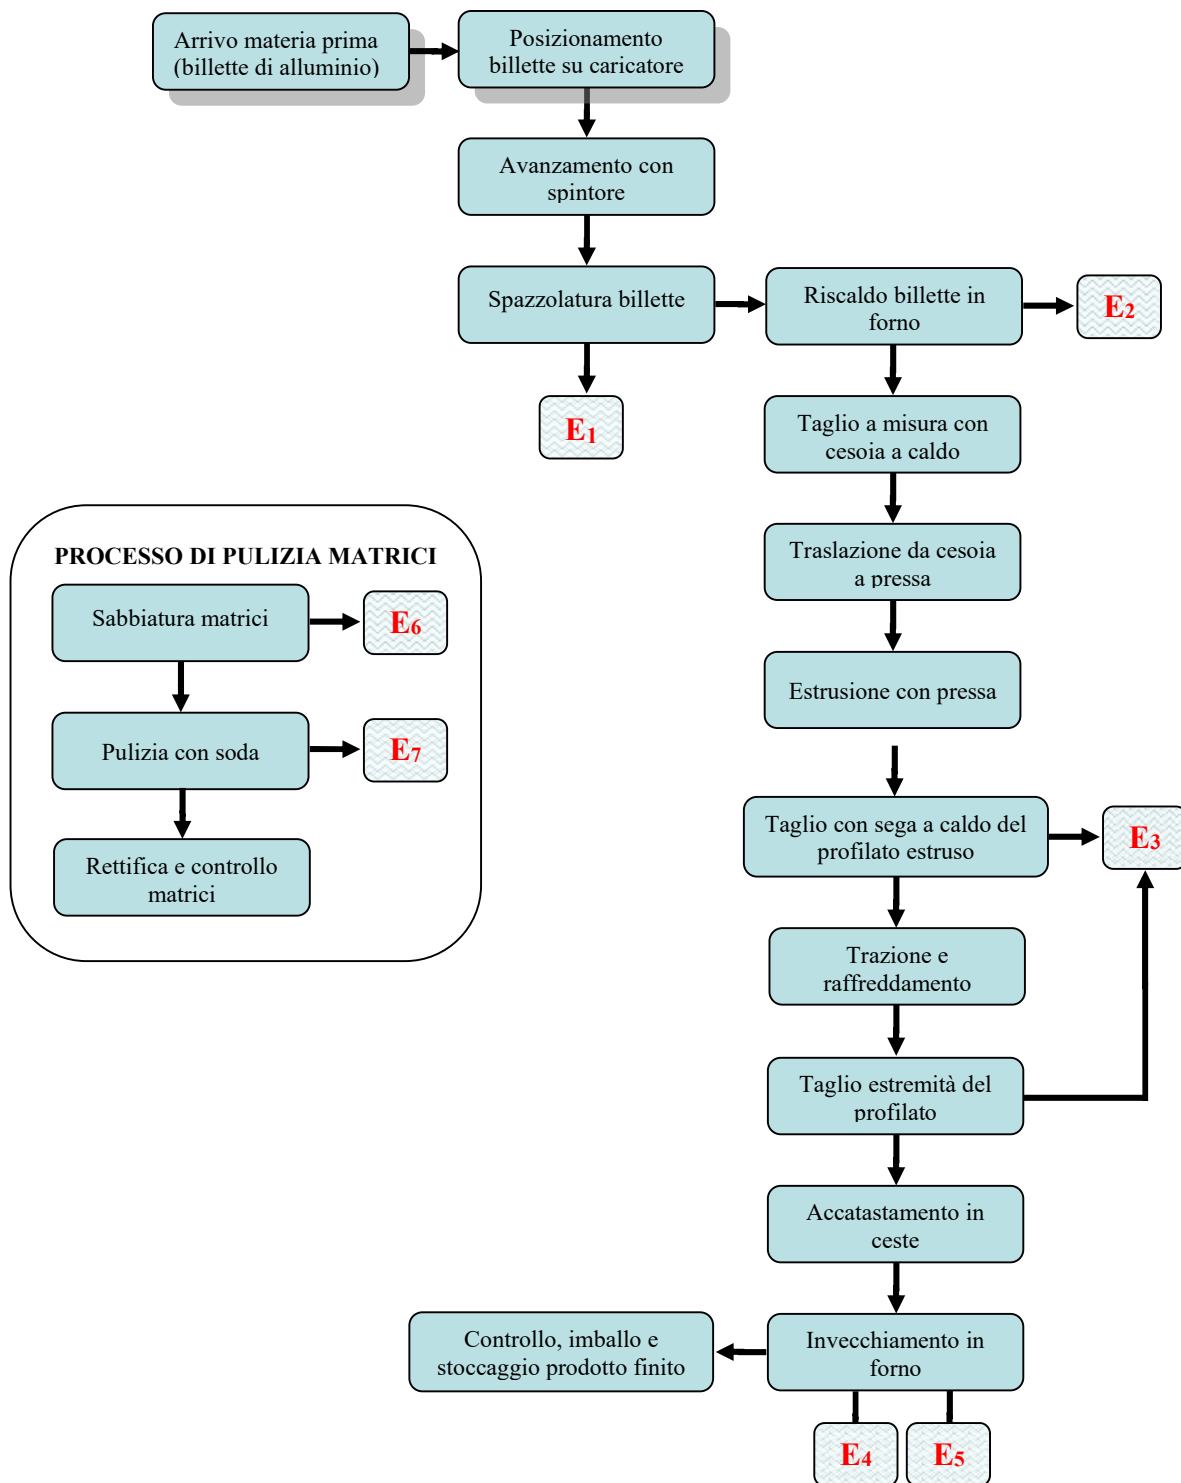 Arrivo materia prima
(billette di alluminio)
Posizionamento
billette su caricatore
Avanzamento con
spintore
Spazzolatura billette
Riscaldo billette in
forno
E2
E1
Taglio a misura con
cesoia a caldo
Traslazione da cesoia
a pressa
Estrusione con pressa
PROCESSO DI PULIZIA MATRICI
Sabbiatura matrici
E6
Pulizia con soda
E7
Rettifica e controllo
matrici
Taglio con sega a caldo del
profilato estruso
E3
Trazione e
raffreddamento
Taglio estremità del
profilato
Accatastamento in
ceste
Invecchiamento in
forno
Controllo, imballo e
stoccaggio prodotto finito
E4
E5